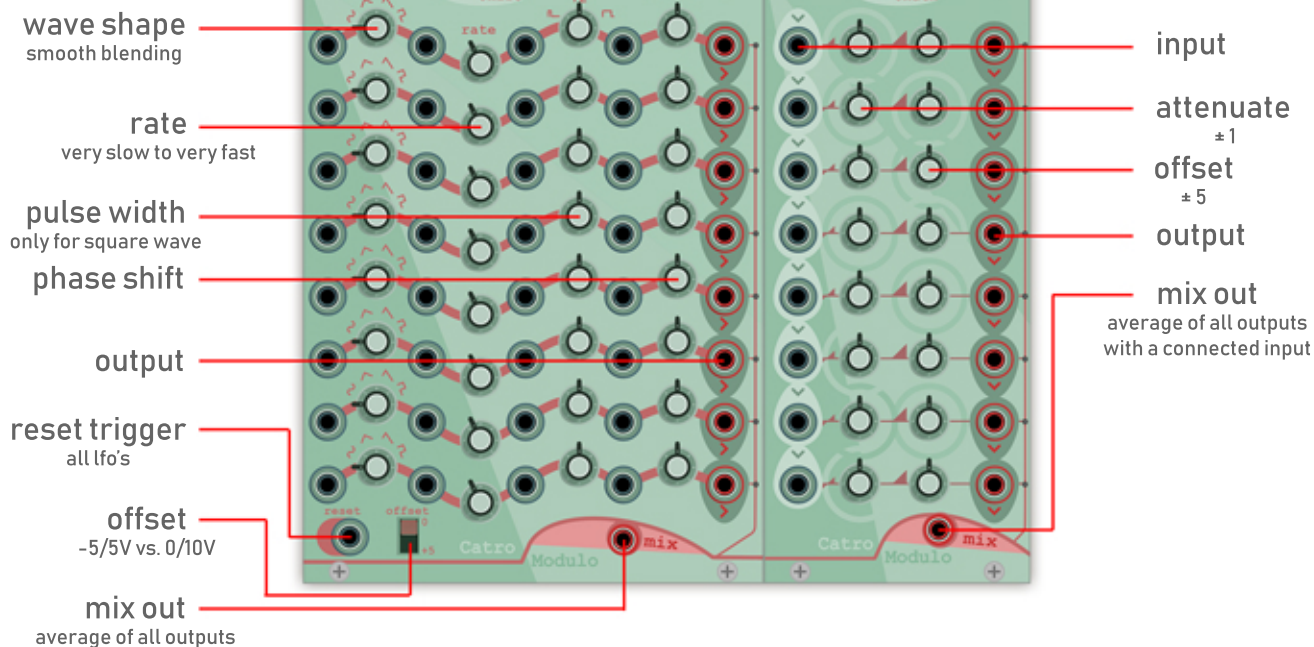 wave shape
smooth blending
rate
very slow to very fast
pulse width
only for square wave
phase shift
output
reset trigger
all lfo's
offset
-5/5V vs. 0/10V
mix out
average of all outputs
rate
reset
offset
0
+5
Catro
Modulo
mix
Catro
Modulo
mix
input
attenuate
± 1
offset
± 5
output
mix out
average of all outputs
with a connected input